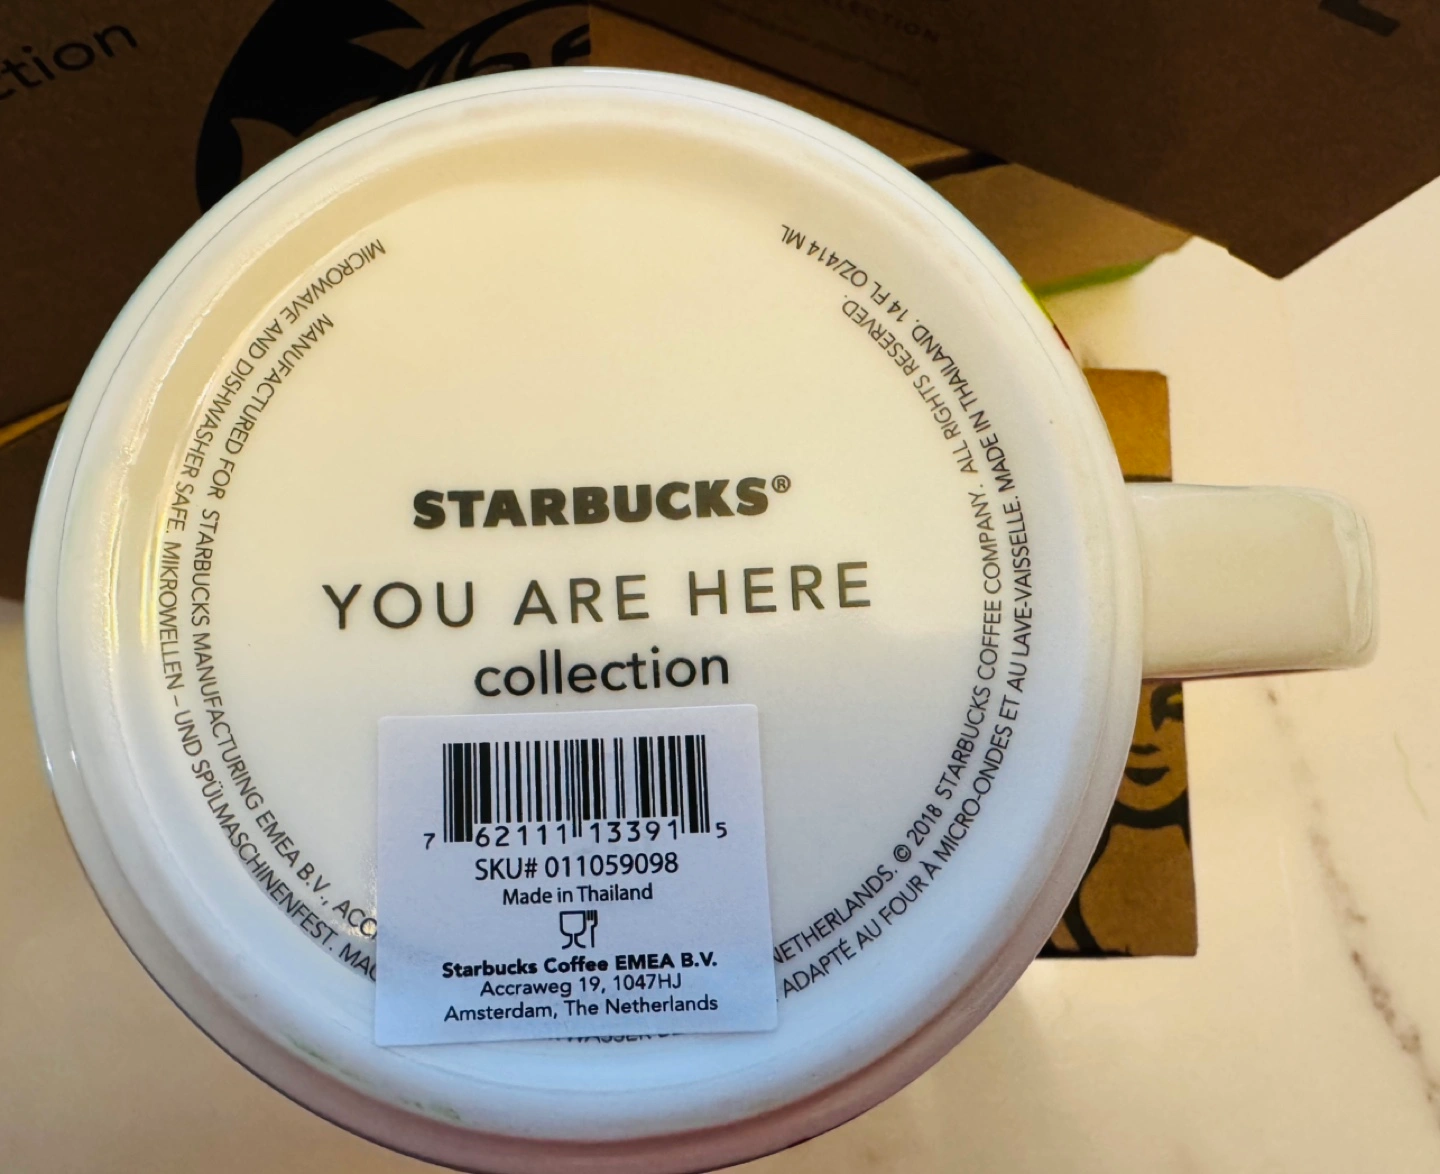 ction
COLLECTION
MICROWAVE AND DISHWASHER SAFE. MIKROWELLEN – UND SPÜLMASCHINENFEST. ADAPTÉ AU FOUR À MICRO-ONDES ET AU LAVE-VAISSELLE. MADE IN THAILAND. 14 FL OZ/414 ML
MANUFACTURED FOR STARBUCKS MANUFACTURING EMEA B.V., NETHERLANDS. © 2018 STARBUCKS COFFEE COMPANY. ALL RIGHTS RESERVED.
STARBUCKS®
YOU ARE HERE
collection
7 62111 13391 5
SKU# 011059098
Made in Thailand
Starbucks Coffee EMEA B.V.
Accraweg 19, 1047HJ
Amsterdam, The Netherlands